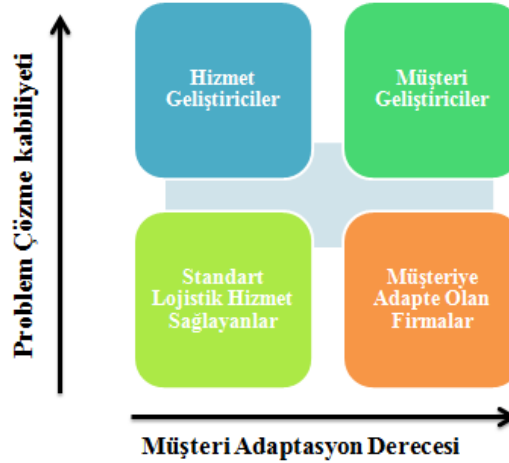 Problem Çözme kabiliyeti
Hizmet
Geliştiriciler
Müşteri
Geliştiriciler
Standart
Lojistik Hizmet
Sağlayanlar
Müşteriye
Adapte Olan
Firmalar
Müşteri Adaptasyon Derecesi